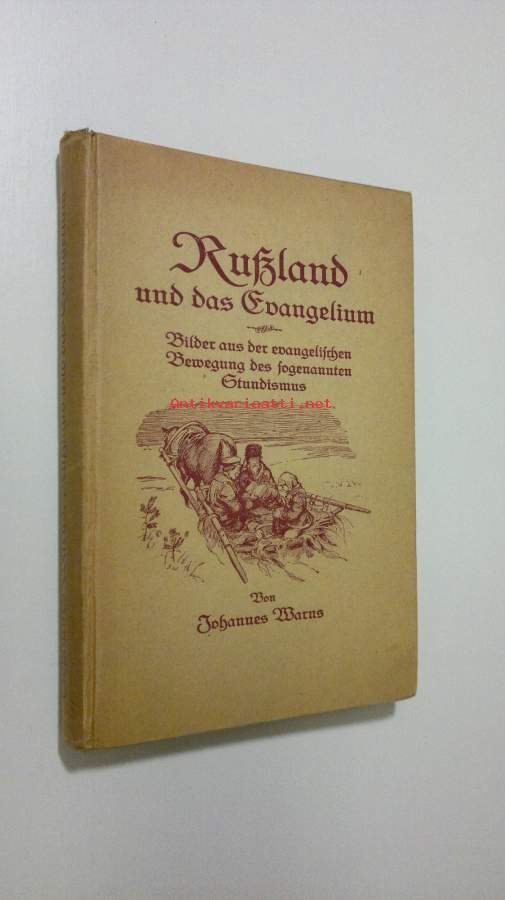 Rußland
und das Evangelium
Bilder aus der evangelischen
Bewegung des sogenannten
Stundismus
Antikvariaatti.net
Von
Johannes Warns